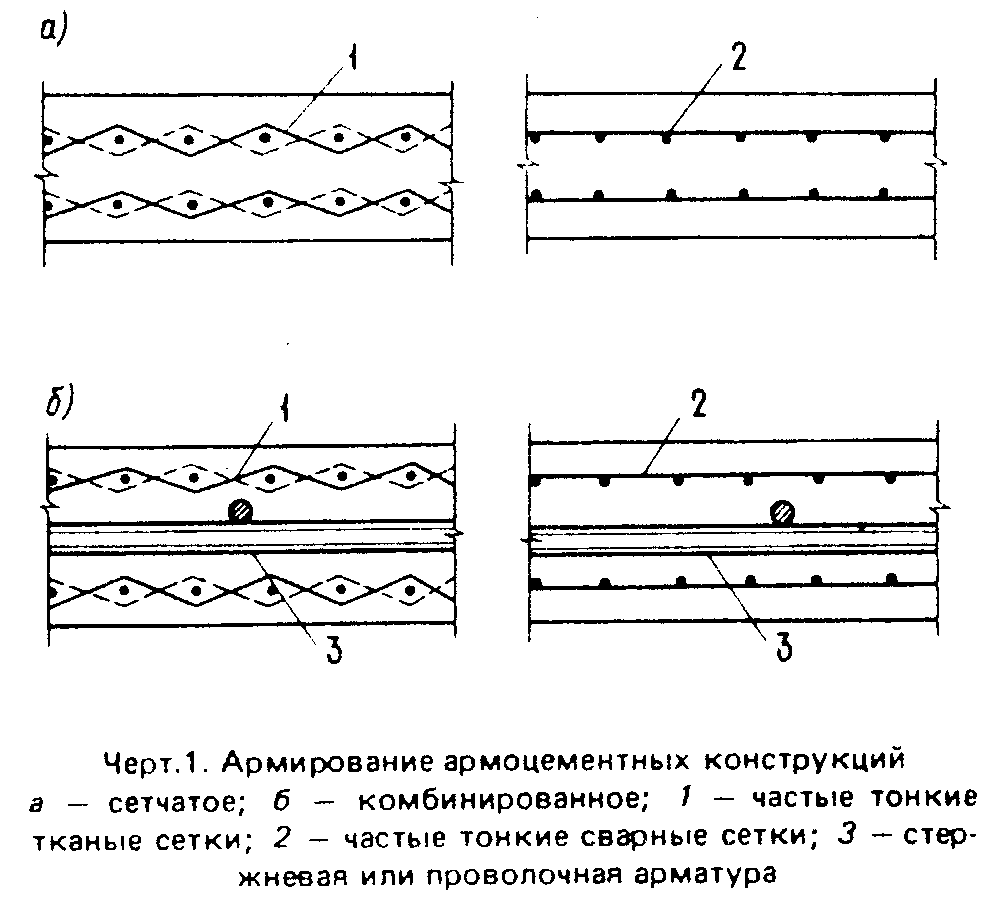 а)
1
2
б)
1
2
3
3
Черт.1. Армирование армоцементных конструкций
а — сетчатое; б — комбинированное; 1 — частые тонкие
тканые сетки; 2 — частые тонкие сварные сетки; 3 — стер-
жневая или проволочная арматура